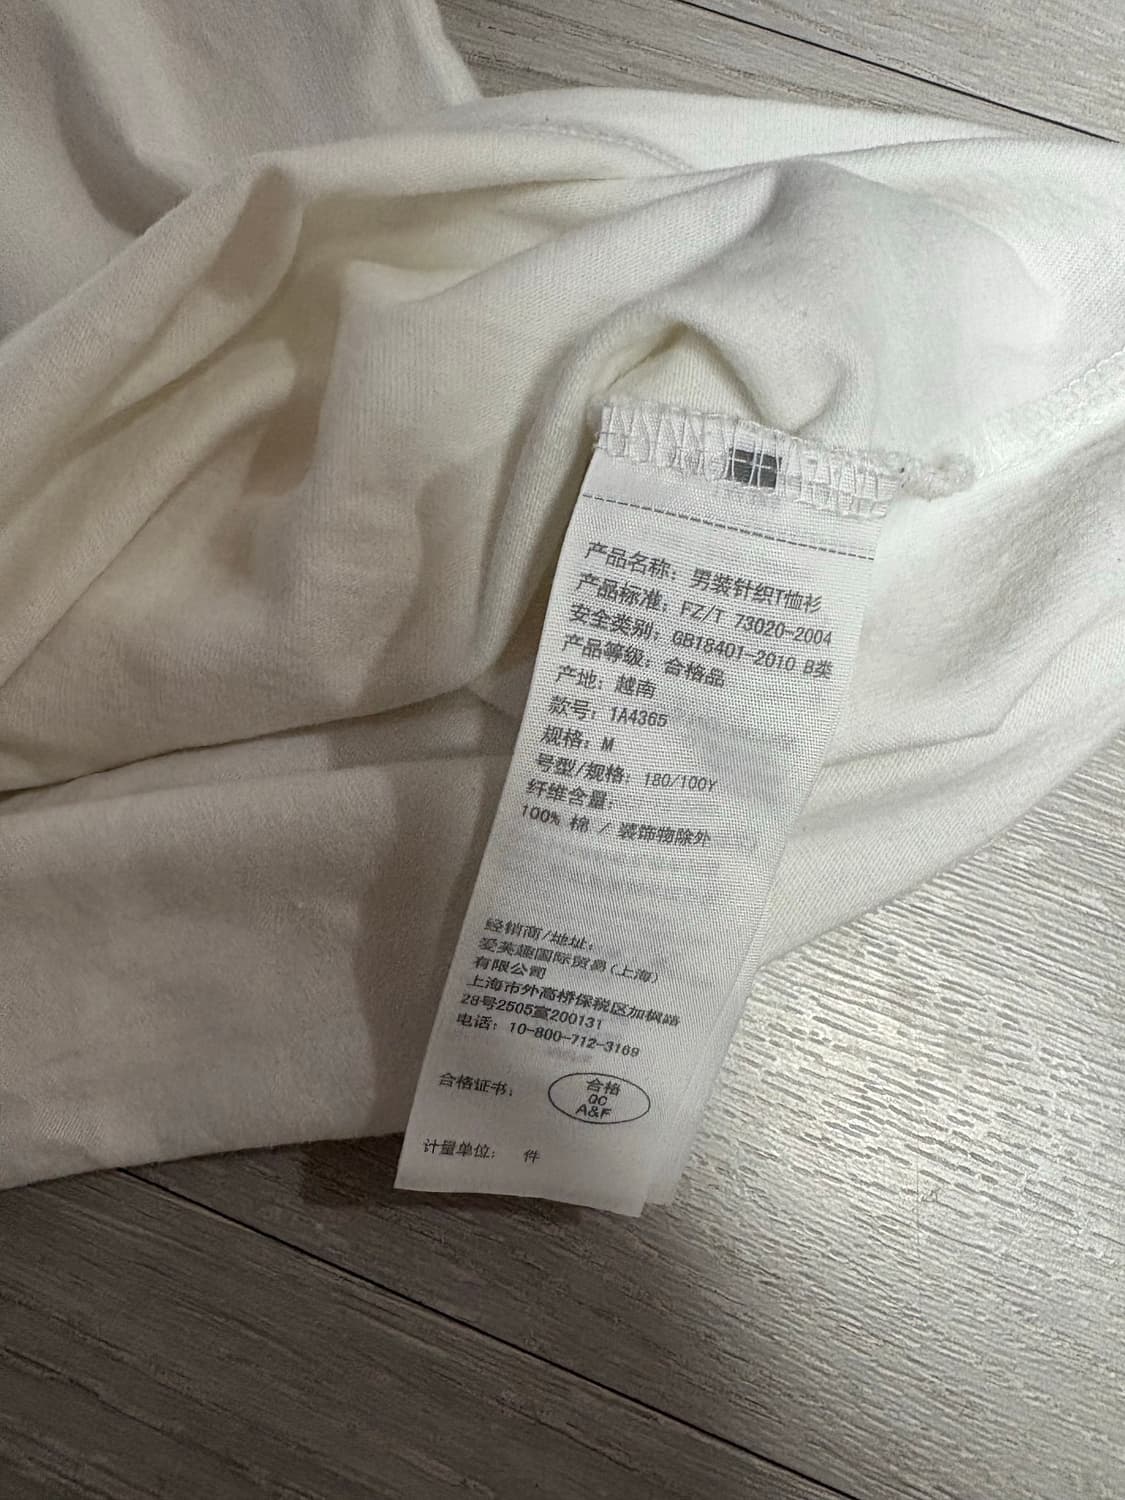 产品名称：男装针织T恤衫
产品标准：FZ/T 73020-2004
安全类别：GB18401-2010 B类
产品等级：合格品
产地：越南
款号：1A4365
规格：M
号型/规格：180/100Y
纤维含量：
100% 棉 / 装饰物除外
经销商/地址：
爱芙趣国际贸易(上海)
有限公司
上海市外高桥保税区加枫路
28号2505室200131
电话：10-800-712-3169
合格证书：
合格
QC
A&F
计量单位： 件